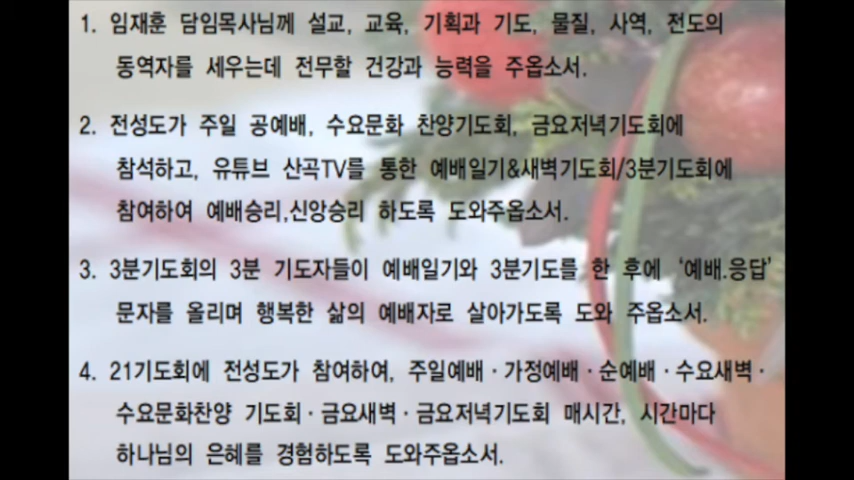 1. 임재훈 담임목사님께 설교, 교육, 기획과 기도, 물질, 사역, 전도의
동역자를 세우는데 전무할 건강과 능력을 주옵소서.
2. 전성도가 주일 공예배, 수요문화 찬양기도회, 금요저녁기도회에
참석하고, 유튜브 산곡TV를 통한 예배일기&새벽기도회/3분기도회에
참여하여 예배승리,신앙승리 하도록 도와주옵소서.
3. 3분기도회의 3분 기도자들이 예배일기와 3분기도를 한 후에 ‘예배.응답’
문자를 올리며 행복한 삶의 예배자로 살아가도록 도와 주옵소서.
4. 21기도회에 전성도가 참여하여, 주일예배·가정예배·순예배·수요새벽·
수요문화찬양 기도회·금요새벽·금요저녁기도회 매시간, 시간마다
하나님의 은혜를 경험하도록 도와주옵소서.